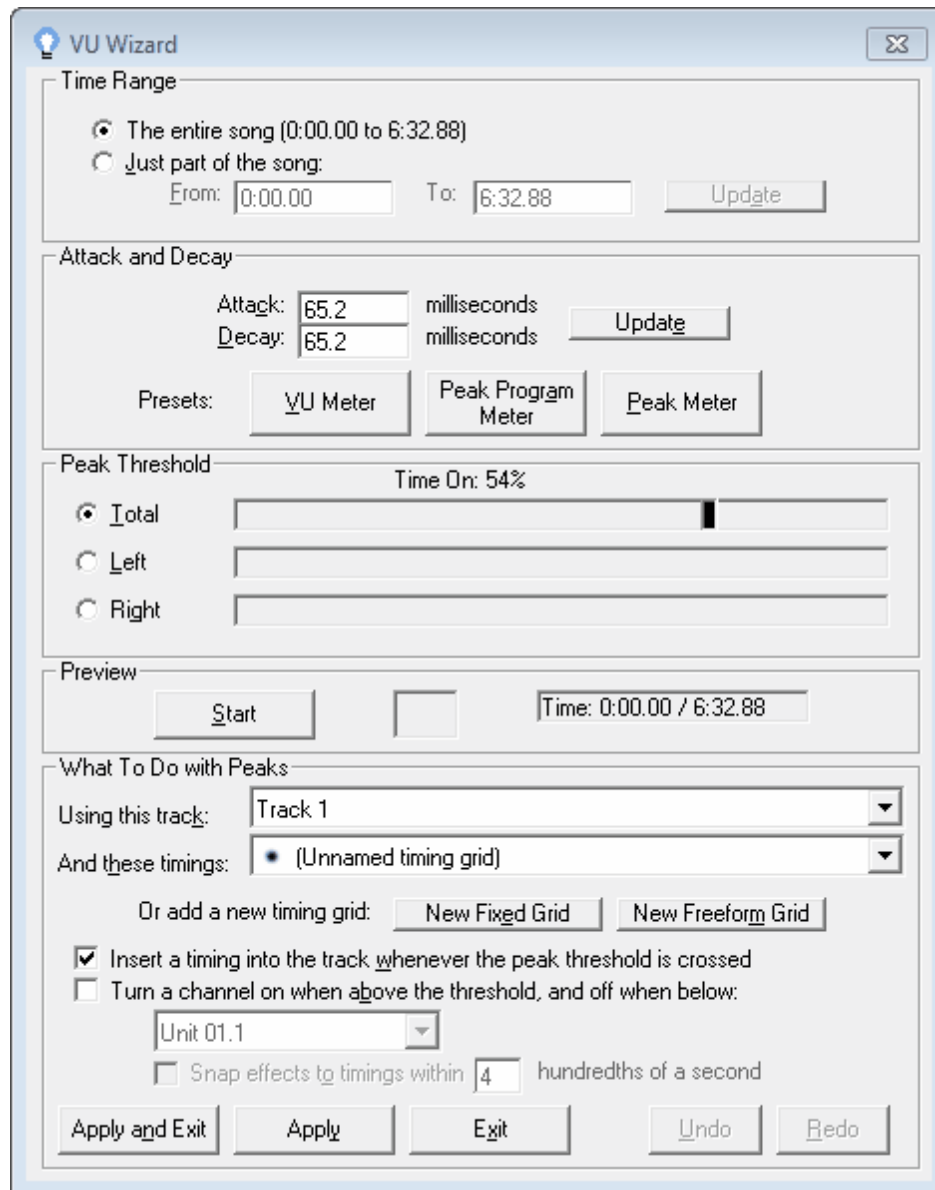 VU Wizard
Time Range
The entire song (0:00.00 to 6:32.88)
Just part of the song:
From: 0:00.00 To: 6:32.88 Update
Attack and Decay
Attack: 65.2 milliseconds
Decay: 65.2 milliseconds
Update
Presets: VU Meter Peak Program Meter Peak Meter
Peak Threshold
Time On: 54%
Total
Left
Right
Preview
Start Time: 0:00.00 / 6:32.88
What To Do with Peaks
Using this track: Track 1
And these timings: (Unnamed timing grid)
Or add a new timing grid: New Fixed Grid New Freeform Grid
Insert a timing into the track whenever the peak threshold is crossed
Turn a channel on when above the threshold, and off when below:
Unit 01.1
Snap effects to timings within 4 hundredths of a second
Apply and Exit Apply Exit Undo Redo